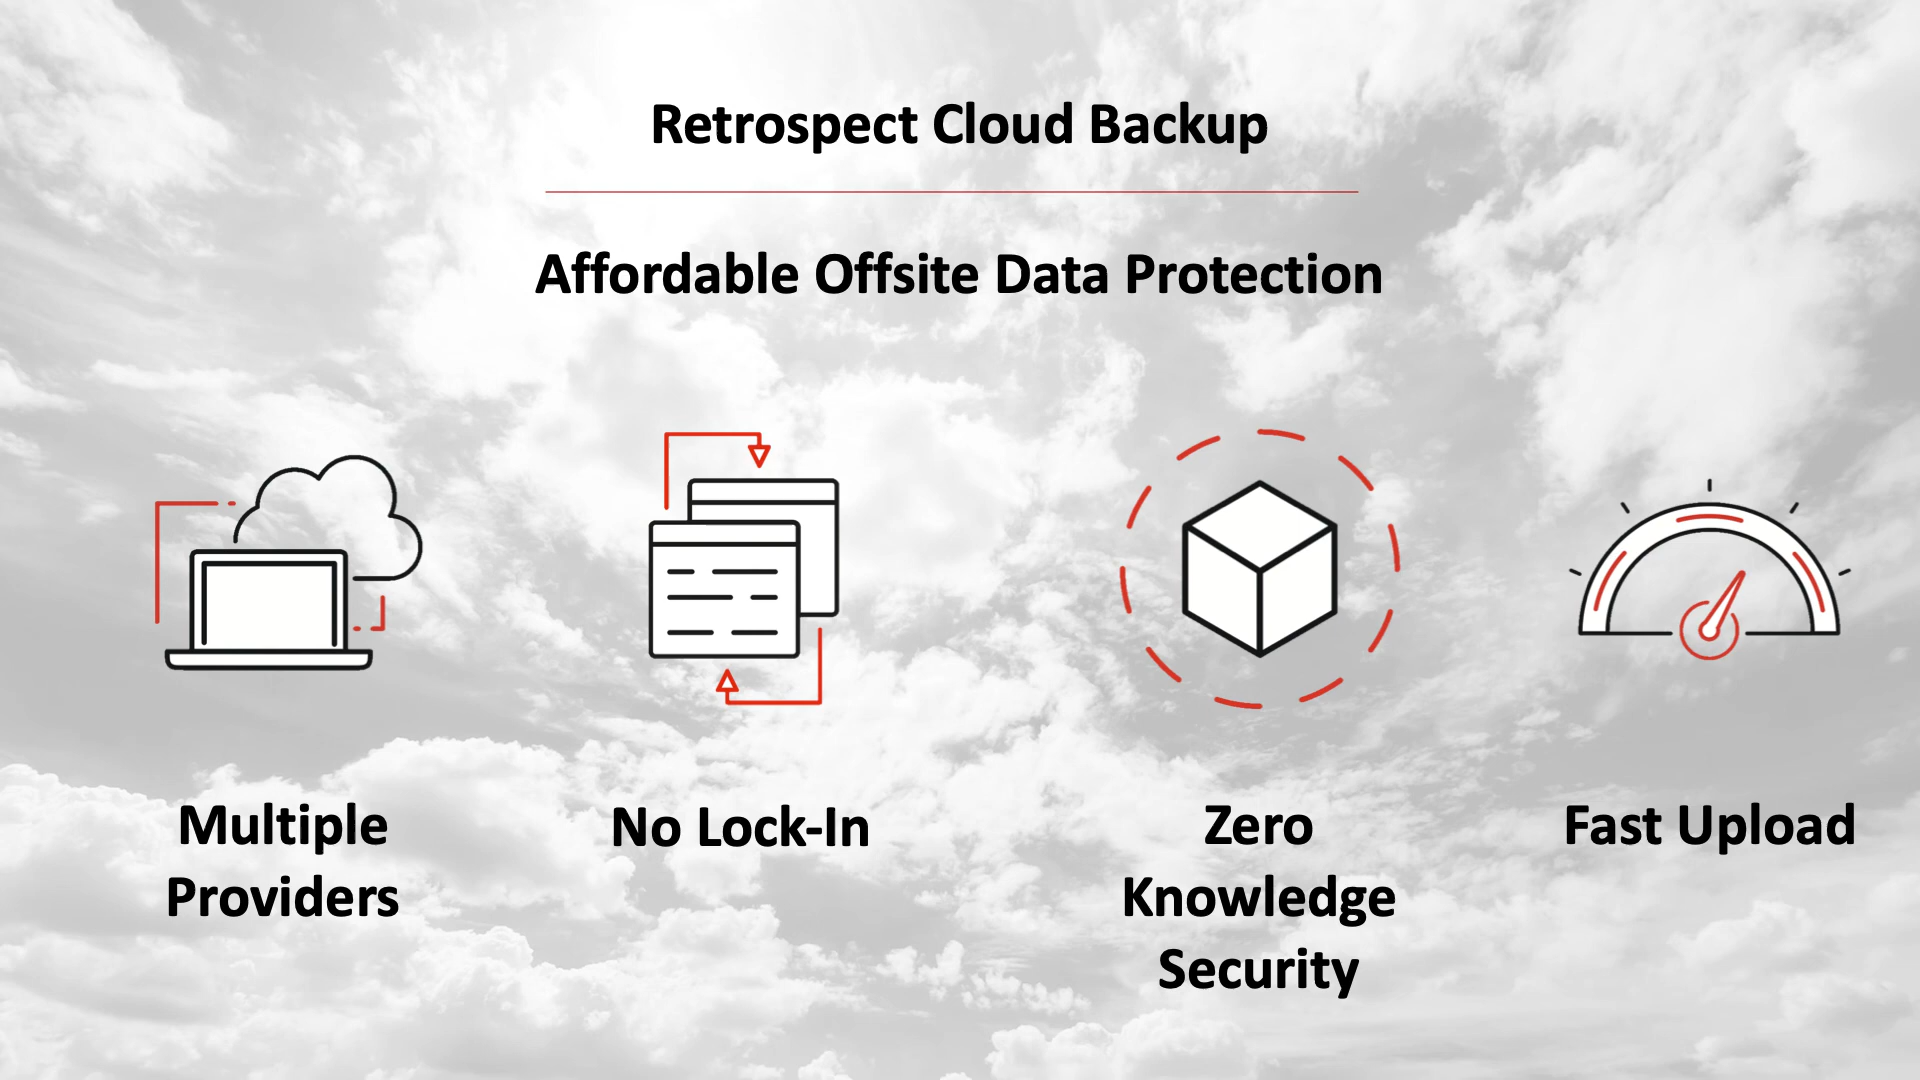 Retrospect Cloud Backup
Affordable Offsite Data Protection
Multiple
Providers
No Lock-In
Zero
Knowledge
Security
Fast Upload